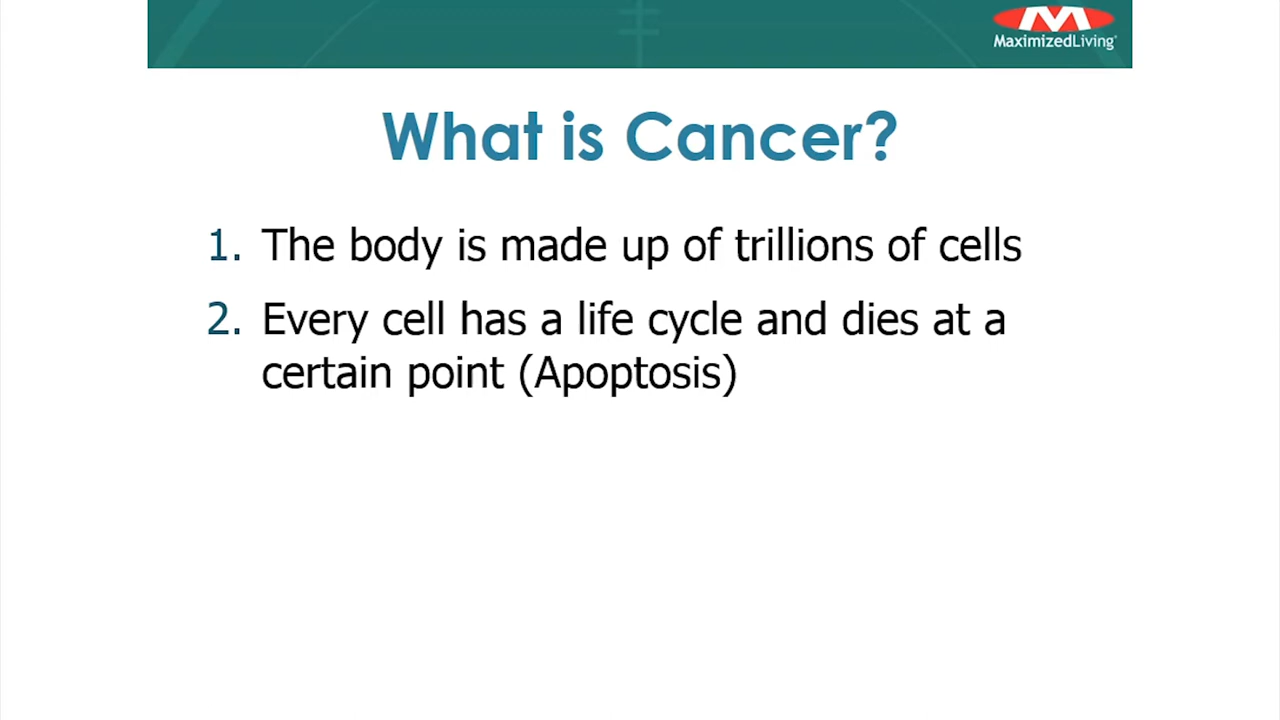 MaximizedLiving
What is Cancer?
1. The body is made up of trillions of cells
2. Every cell has a life cycle and dies at a
certain point (Apoptosis)